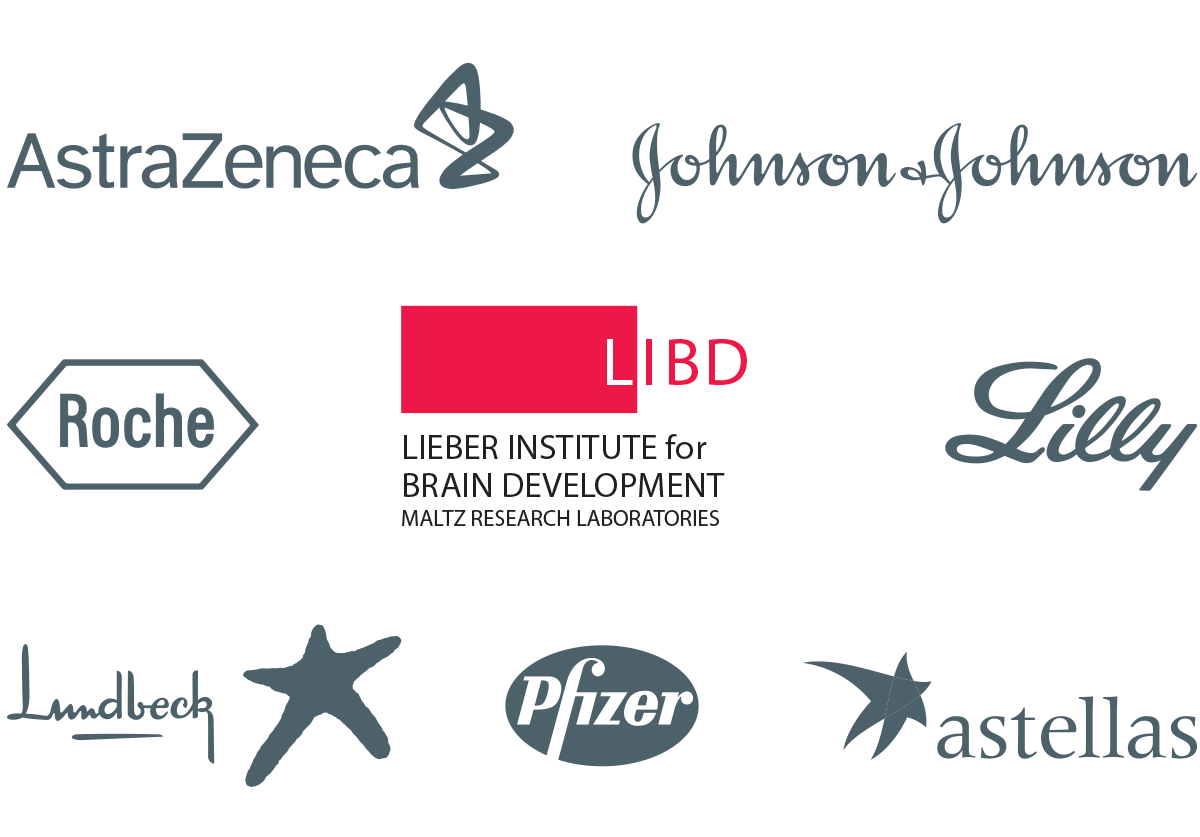 AstraZeneca
Johnson & Johnson
Roche
LIBD
LIEBER INSTITUTE for
BRAIN DEVELOPMENT
MALTZ RESEARCH LABORATORIES
Lilly
Lundbeck
Pfizer
astellas